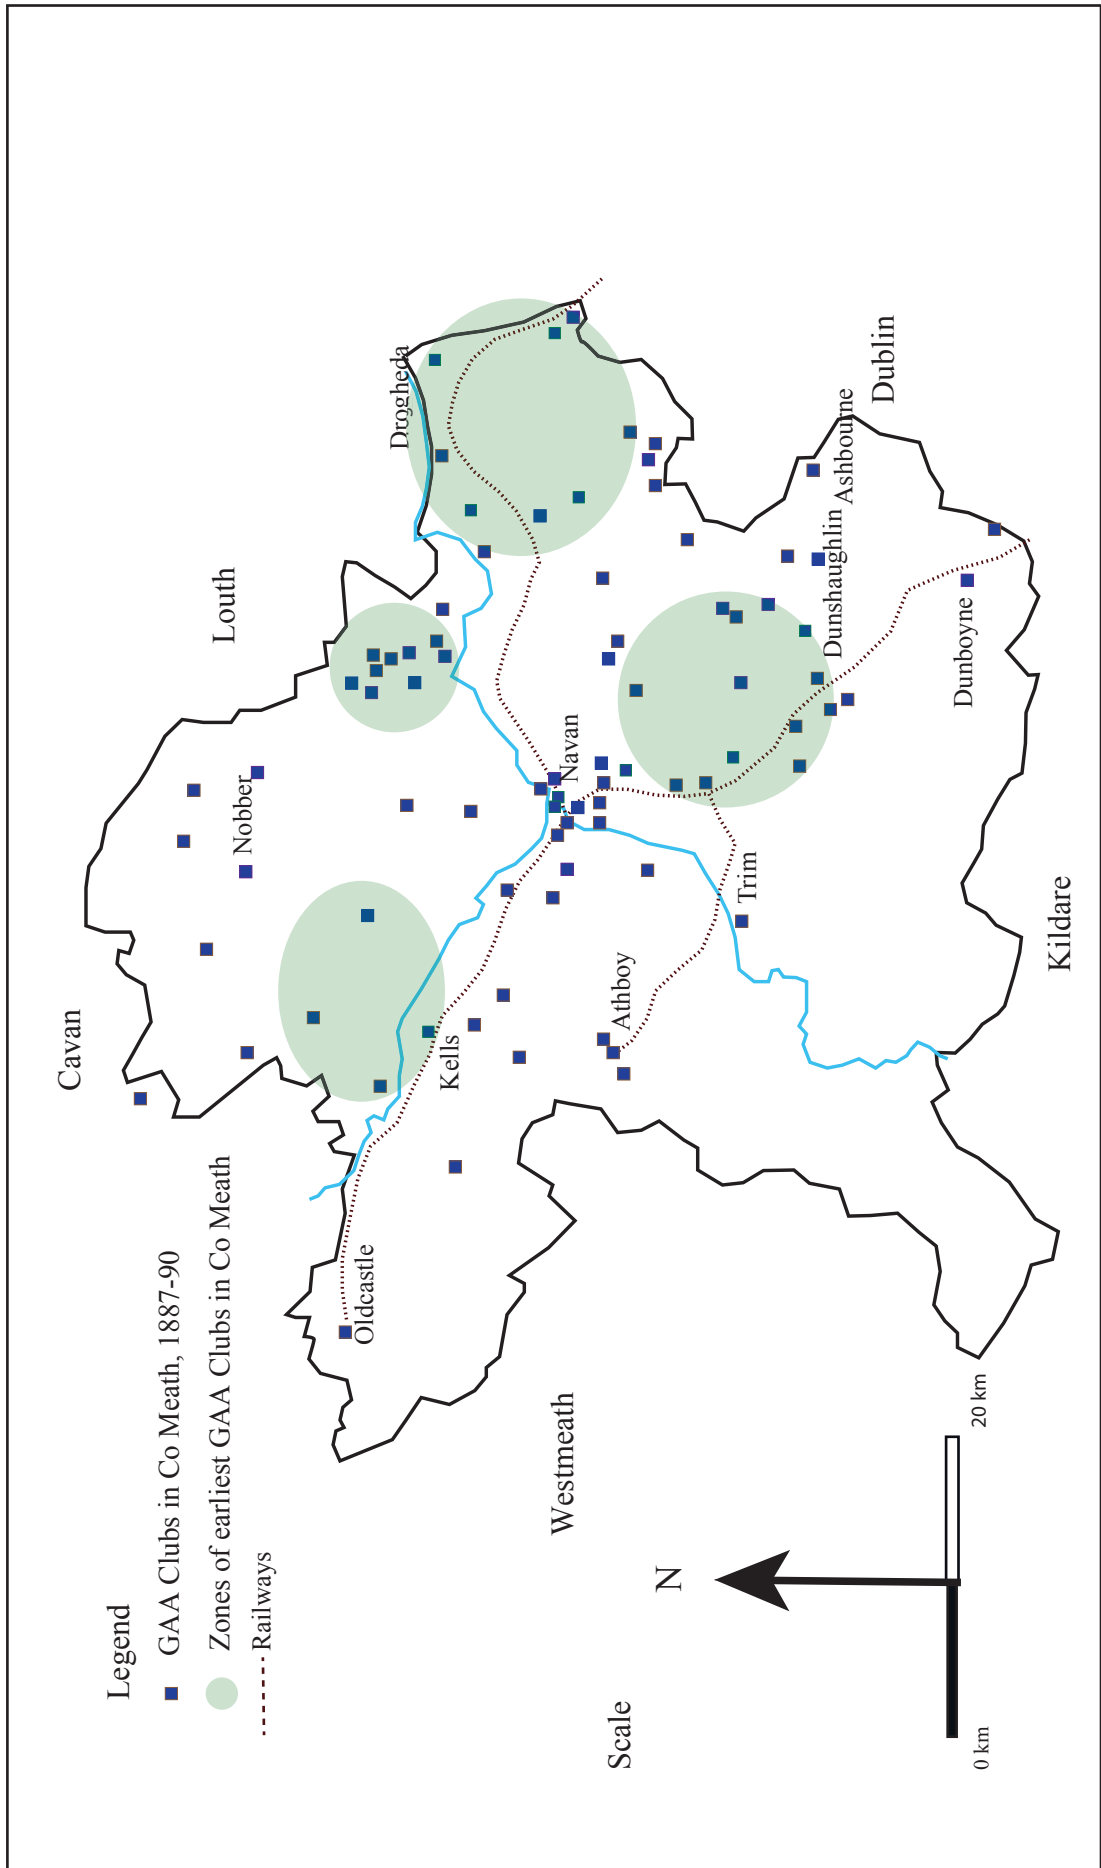 Legend
GAA Clubs in Co Meath, 1887-90
Zones of earliest GAA Clubs in Co Meath
Railways
Cavan
Louth
Nobber
Drogheda
Oldcastle
Kells
Navan
Athboy
Trim
Dunshaughlin
Ashbourne
Dublin
Dunboyne
Kildare
Westmeath
N
Scale
0 km
20 km